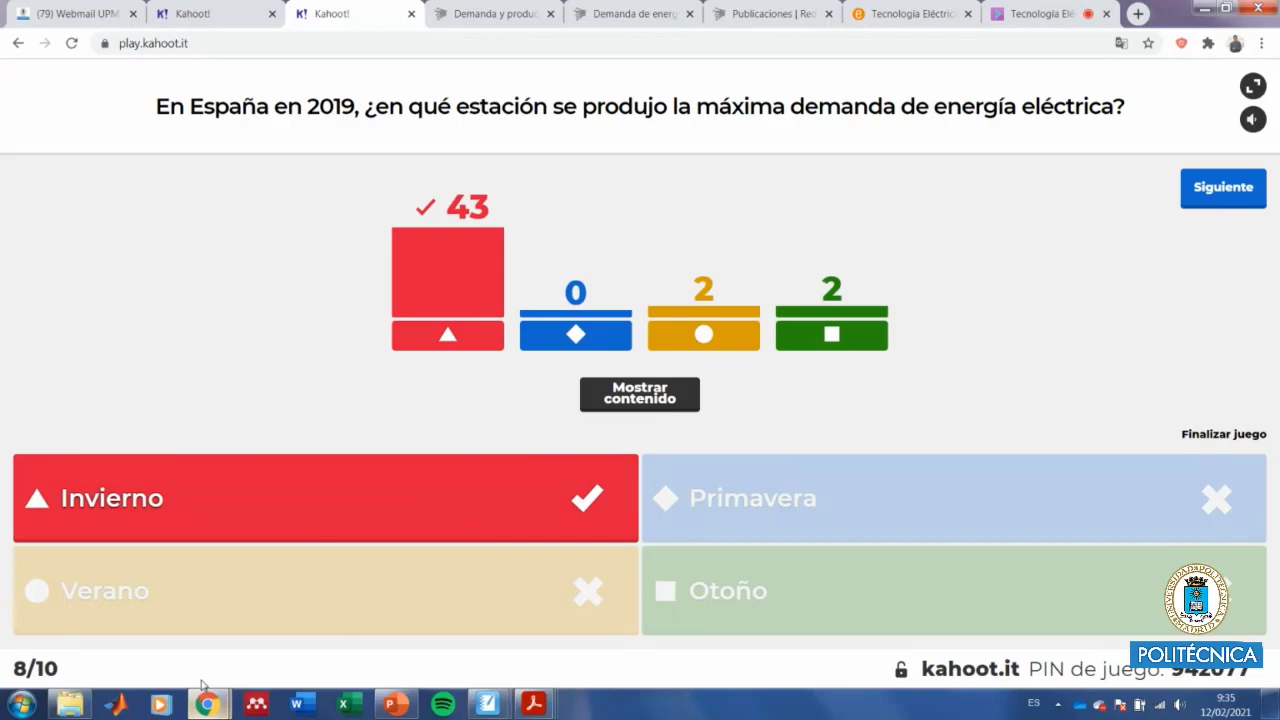 (79) Webmail UPM
Kahoot!
Kahoot!
Demanda y produc
Demanda de energ
Publicaciones | Red
Tecnología Eléctric
Tecnología Elé
play.kahoot.it
En España en 2019, ¿en qué estación se produjo la máxima demanda de energía eléctrica?
Siguiente
43
0
2
2
Mostrar
contenido
Finalizar juego
Invierno
Primavera
Verano
Otoño
POLITÉCNICA
8/10
kahoot.it PIN de juego: 942077
ES
9:35
12/02/2021